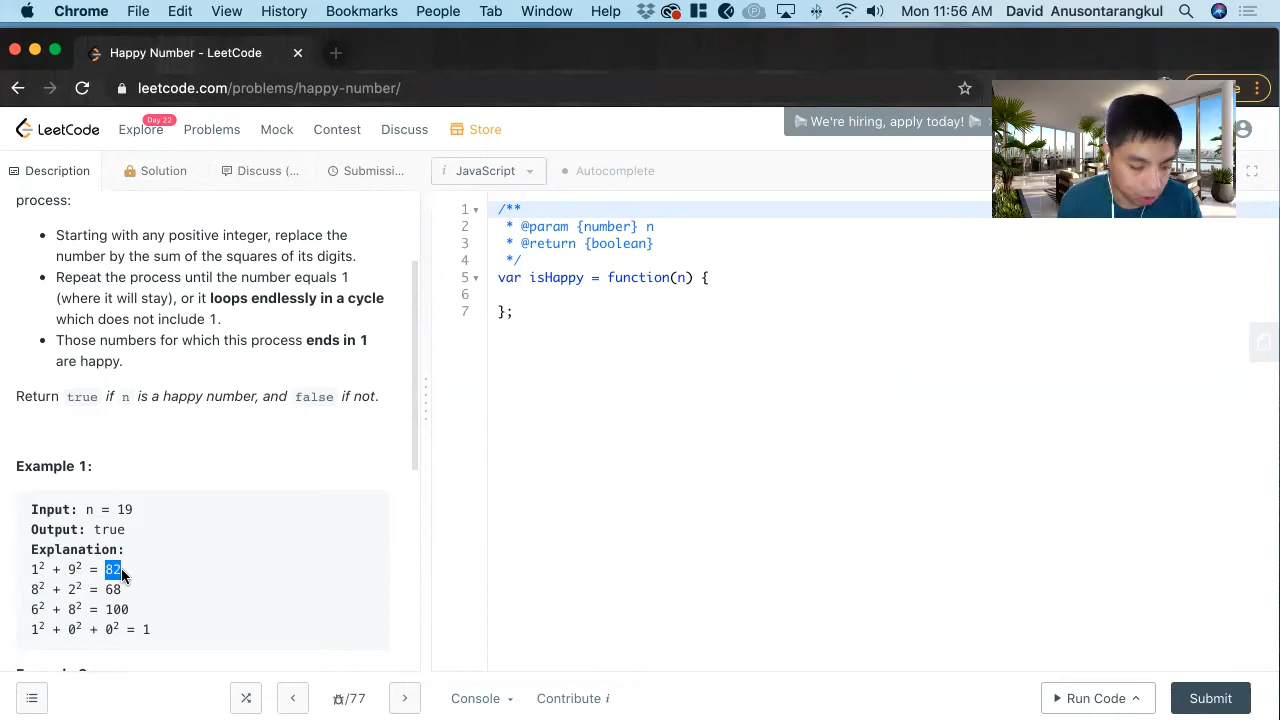 Chrome File Edit View History Bookmarks People Tab Window Help Mon 11:56 AM David Anusontarangkul
Happy Number - LeetCode
leetcode.com/problems/happy-number/
LeetCode Explore Day 22 Problems Mock Contest Discuss Store
We're hiring, apply today!
Description Solution Discuss (... Submissi...
i JavaScript Autocomplete
process:
• Starting with any positive integer, replace the
number by the sum of the squares of its digits.
• Repeat the process until the number equals 1
(where it will stay), or it loops endlessly in a cycle
which does not include 1.
• Those numbers for which this process ends in 1
are happy.
Return true if n is a happy number, and false if not.
Example 1:
Input: n = 19
Output: true
Explanation:
1² + 9² = 82
8² + 2² = 68
6² + 8² = 100
1² + 0² + 0² = 1
1 /**
2 * @param {number} n
3 * @return {boolean}
4 */
5 var isHappy = function(n) {
6
7 };
/77
Console Contribute i
Run Code
Submit